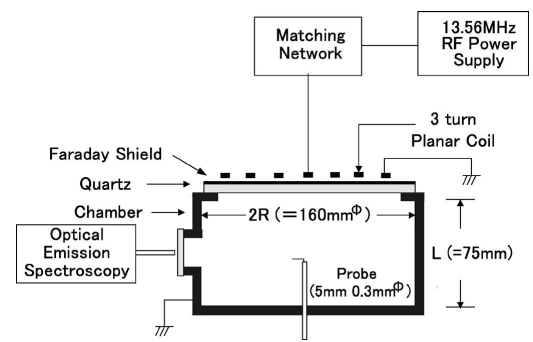 Matching
Network
13.56MHz
RF Power
Supply
3 turn
Planar Coil
Faraday Shield
Quartz
Chamber
2R (=160mmΦ)
Optical
Emission
Spectroscopy
L (=75mm)
Probe
(5mm 0.3mmΦ)